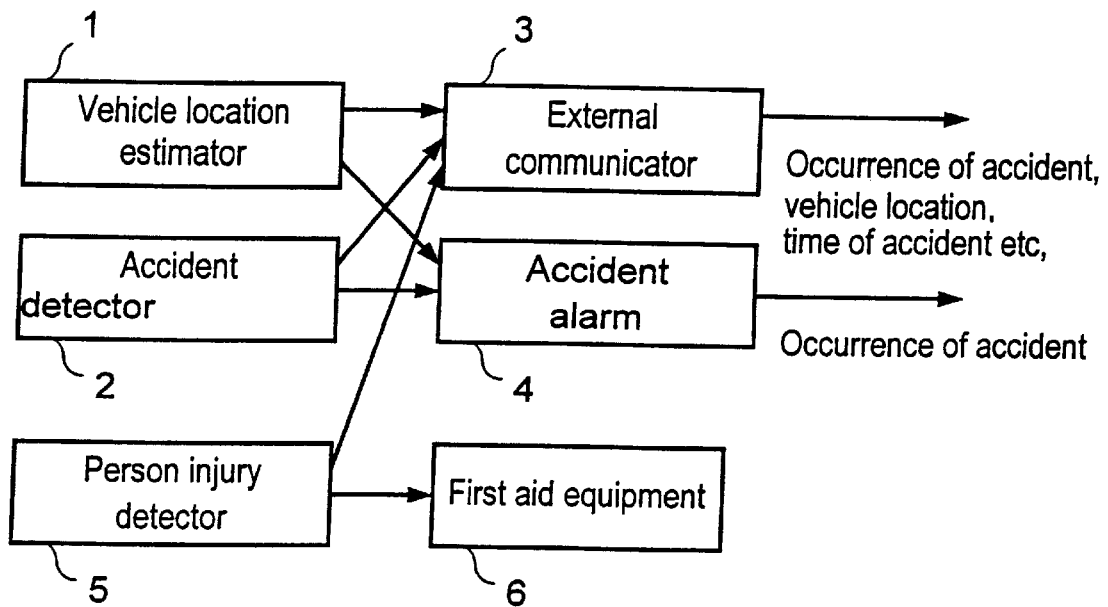 1
Vehicle location
estimator
3
External
communicator
Occurrence of accident,
vehicle location,
time of accident etc,
Accident
detector
2
Accident
alarm
4
Occurrence of accident
Person injury
detector
5
First aid equipment
6